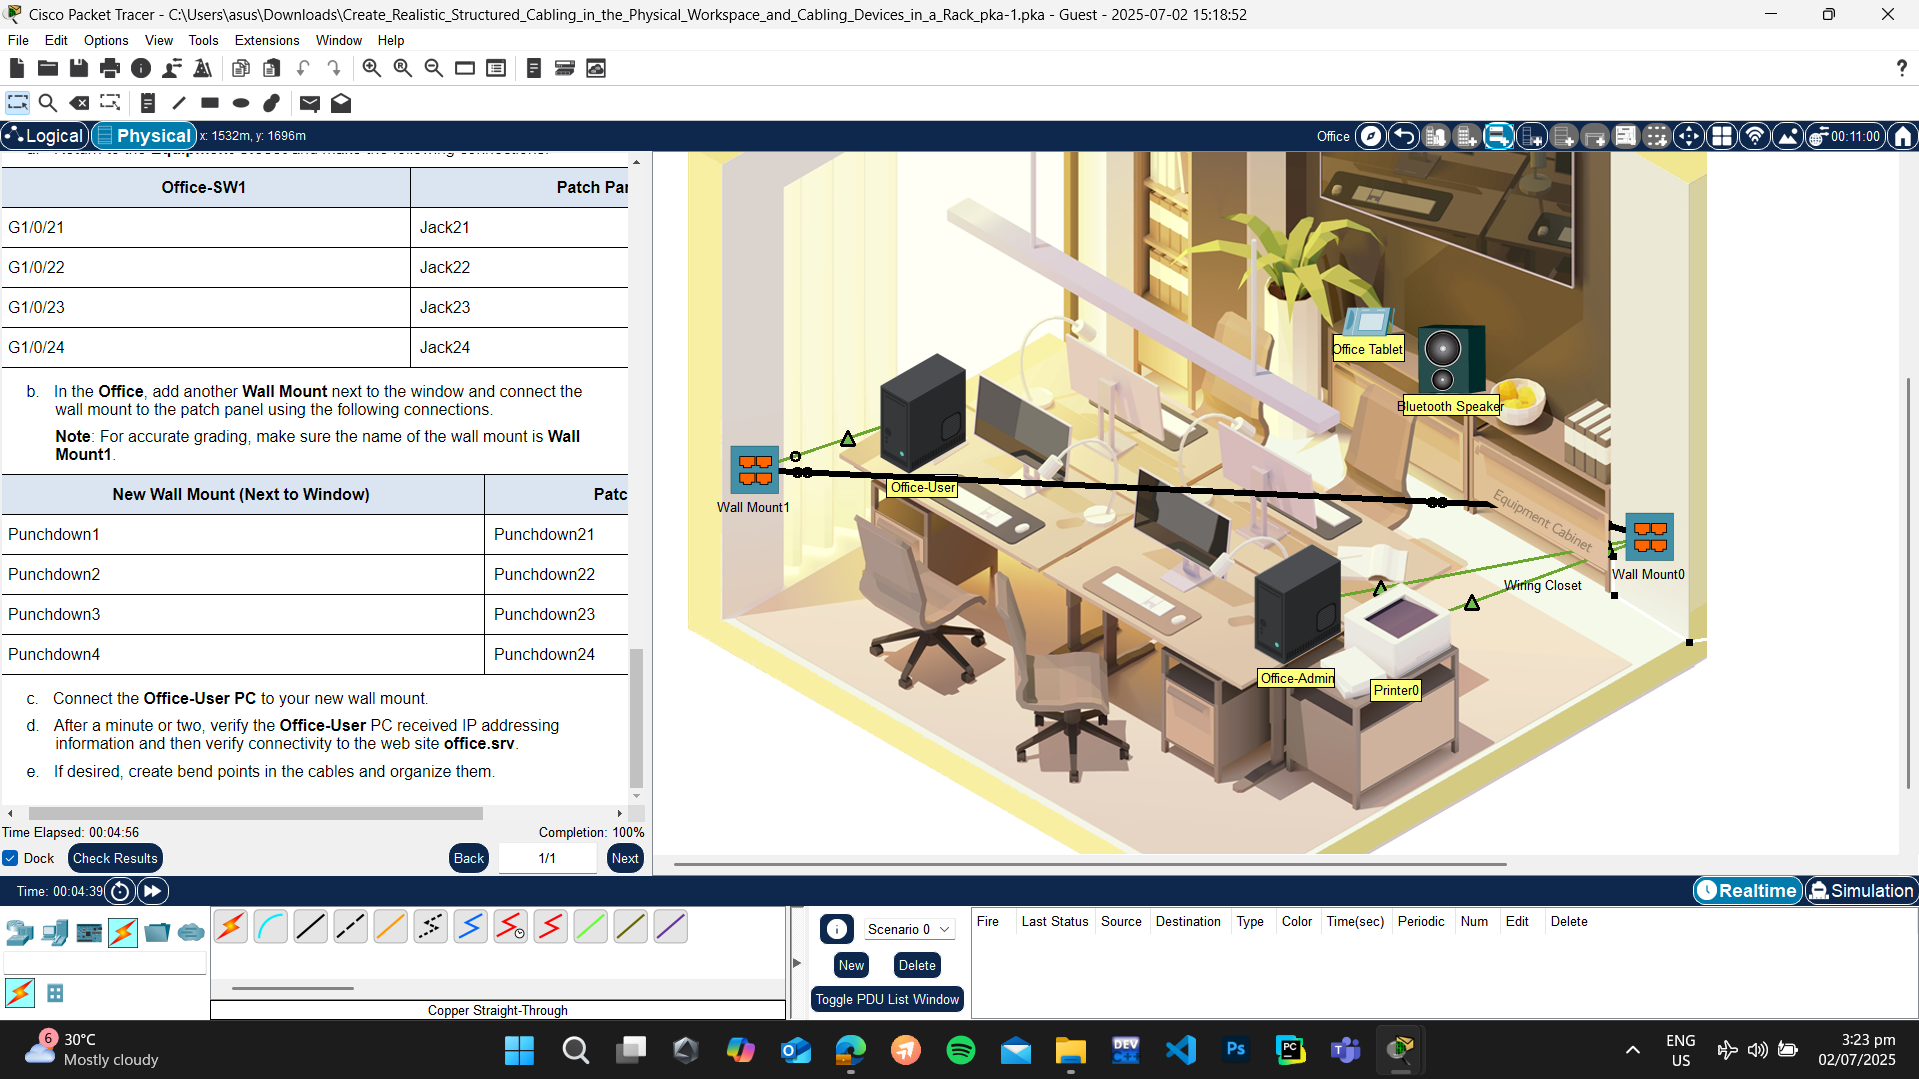 Cisco Packet Tracer - C:\Users\asus\Downloads\Create_Realistic_Structured_Cabling_in_the_Physical_Workspace_and_Cabling_Devices_in_a_Rack_pka-1.pka - Guest - 2025-07-02 15:18:52
File Edit Options View Tools Extensions Window Help
?
Logical Physical x: 1532m, y: 1696m
Office 00:11:00
Office-SW1 Patch Par
G1/0/21 Jack21
G1/0/22 Jack22
G1/0/23 Jack23
G1/0/24 Jack24
b. In the Office, add another Wall Mount next to the window and connect the
wall mount to the patch panel using the following connections.
Note: For accurate grading, make sure the name of the wall mount is Wall
Mount1.
New Wall Mount (Next to Window) Patc
Punchdown1 Punchdown21
Punchdown2 Punchdown22
Punchdown3 Punchdown23
Punchdown4 Punchdown24
c. Connect the Office-User PC to your new wall mount.
d. After a minute or two, verify the Office-User PC received IP addressing
information and then verify connectivity to the web site office.srv.
e. If desired, create bend points in the cables and organize them.
Time Elapsed: 00:04:56 Completion: 100%
Dock Check Results Back 1/1 Next
Office Tablet
Bluetooth Speaker
Office-User
Wall Mount1
Equipment Cabinet
Wall Mount0
Wiring Closet
Office-Admin
Printer0
Time: 00:04:39
Realtime Simulation
Scenario 0
New Delete
Toggle PDU List Window
Fire Last Status Source Destination Type Color Time(sec) Periodic Num Edit Delete
Copper Straight-Through
6
30°C
Mostly cloudy
DEV
Ps
PC
ENG
US
3:23 pm
02/07/2025